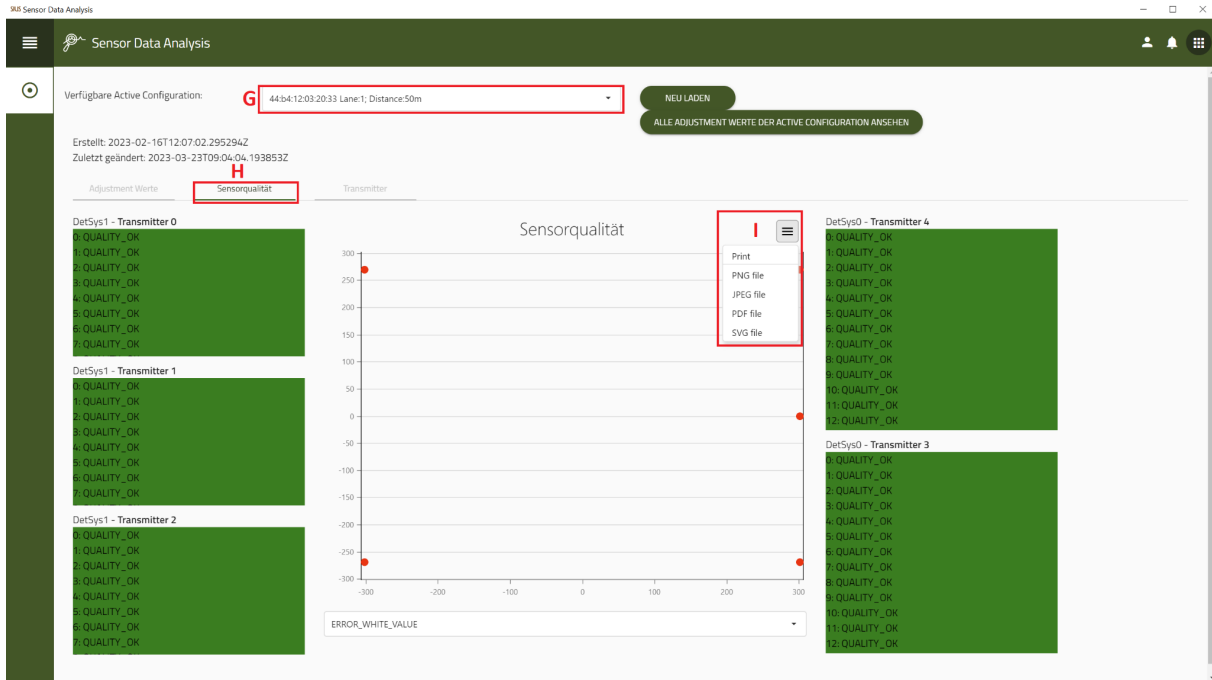 SIUS Sensor Data Analysis
Sensor Data Analysis
Verfügbare Active Configuration:
G
44:b4:12:03:20:33 Lane:1; Distance:50m
NEU LADEN
ALLE ADJUSTMENT WERTE DER ACTIVE CONFIGURATION ANSEHEN
Erstellt: 2023-02-16T12:07:02.295294Z
Zuletzt geändert: 2023-03-23T09:04:04.193853Z
H
Adjustment Werte
Sensorqualität
Transmitter
DetSys1 - Transmitter 0
0: QUALITY_OK
1: QUALITY_OK
2: QUALITY_OK
3: QUALITY_OK
4: QUALITY_OK
5: QUALITY_OK
6: QUALITY_OK
7: QUALITY_OK
DetSys1 - Transmitter 1
0: QUALITY_OK
1: QUALITY_OK
2: QUALITY_OK
3: QUALITY_OK
4: QUALITY_OK
5: QUALITY_OK
6: QUALITY_OK
7: QUALITY_OK
DetSys1 - Transmitter 2
0: QUALITY_OK
1: QUALITY_OK
2: QUALITY_OK
3: QUALITY_OK
4: QUALITY_OK
5: QUALITY_OK
6: QUALITY_OK
7: QUALITY_OK
Sensorqualität
I
Print
PNG file
JPEG file
PDF file
SVG file
300
250
200
150
100
50
0
-50
-100
-150
-200
-250
-300
-300 -200 -100 0 100 200 300
ERROR_WHITE_VALUE
DetSys0 - Transmitter 4
0: QUALITY_OK
1: QUALITY_OK
2: QUALITY_OK
3: QUALITY_OK
4: QUALITY_OK
5: QUALITY_OK
6: QUALITY_OK
7: QUALITY_OK
8: QUALITY_OK
9: QUALITY_OK
10: QUALITY_OK
11: QUALITY_OK
12: QUALITY_OK
DetSys0 - Transmitter 3
0: QUALITY_OK
1: QUALITY_OK
2: QUALITY_OK
3: QUALITY_OK
4: QUALITY_OK
5: QUALITY_OK
6: QUALITY_OK
7: QUALITY_OK
8: QUALITY_OK
9: QUALITY_OK
10: QUALITY_OK
11: QUALITY_OK
12: QUALITY_OK